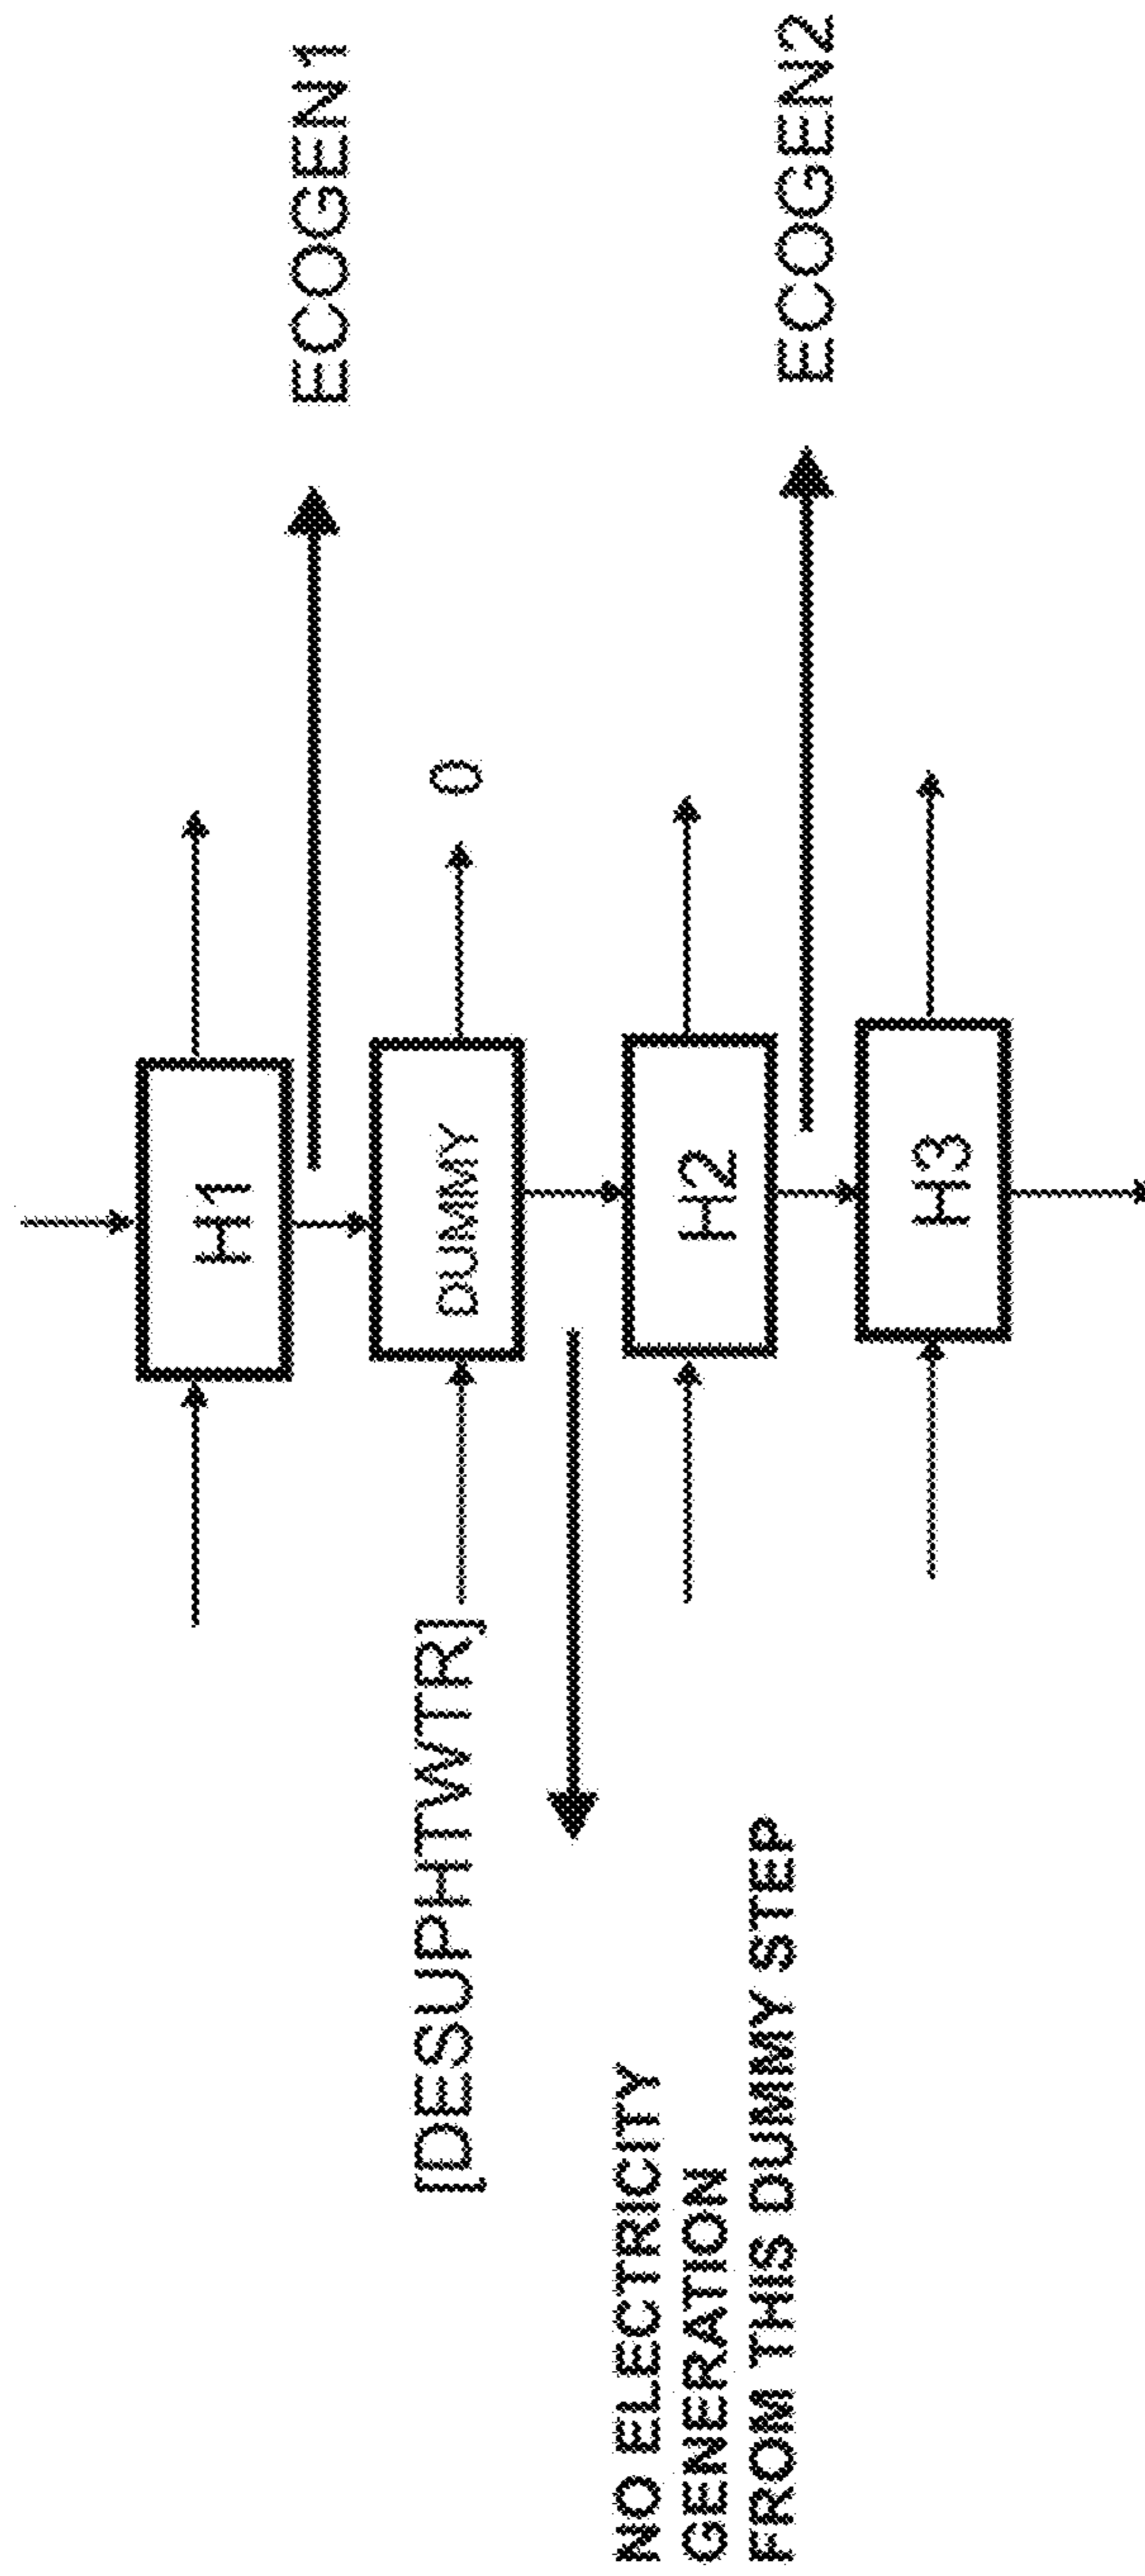 H1
ECOGEN1
[DESUPHTWTR]
DUMMY
0
NO ELECTRICITY
GENERATION
FROM THIS DUMMY STEP
H2
ECOGEN2
H3